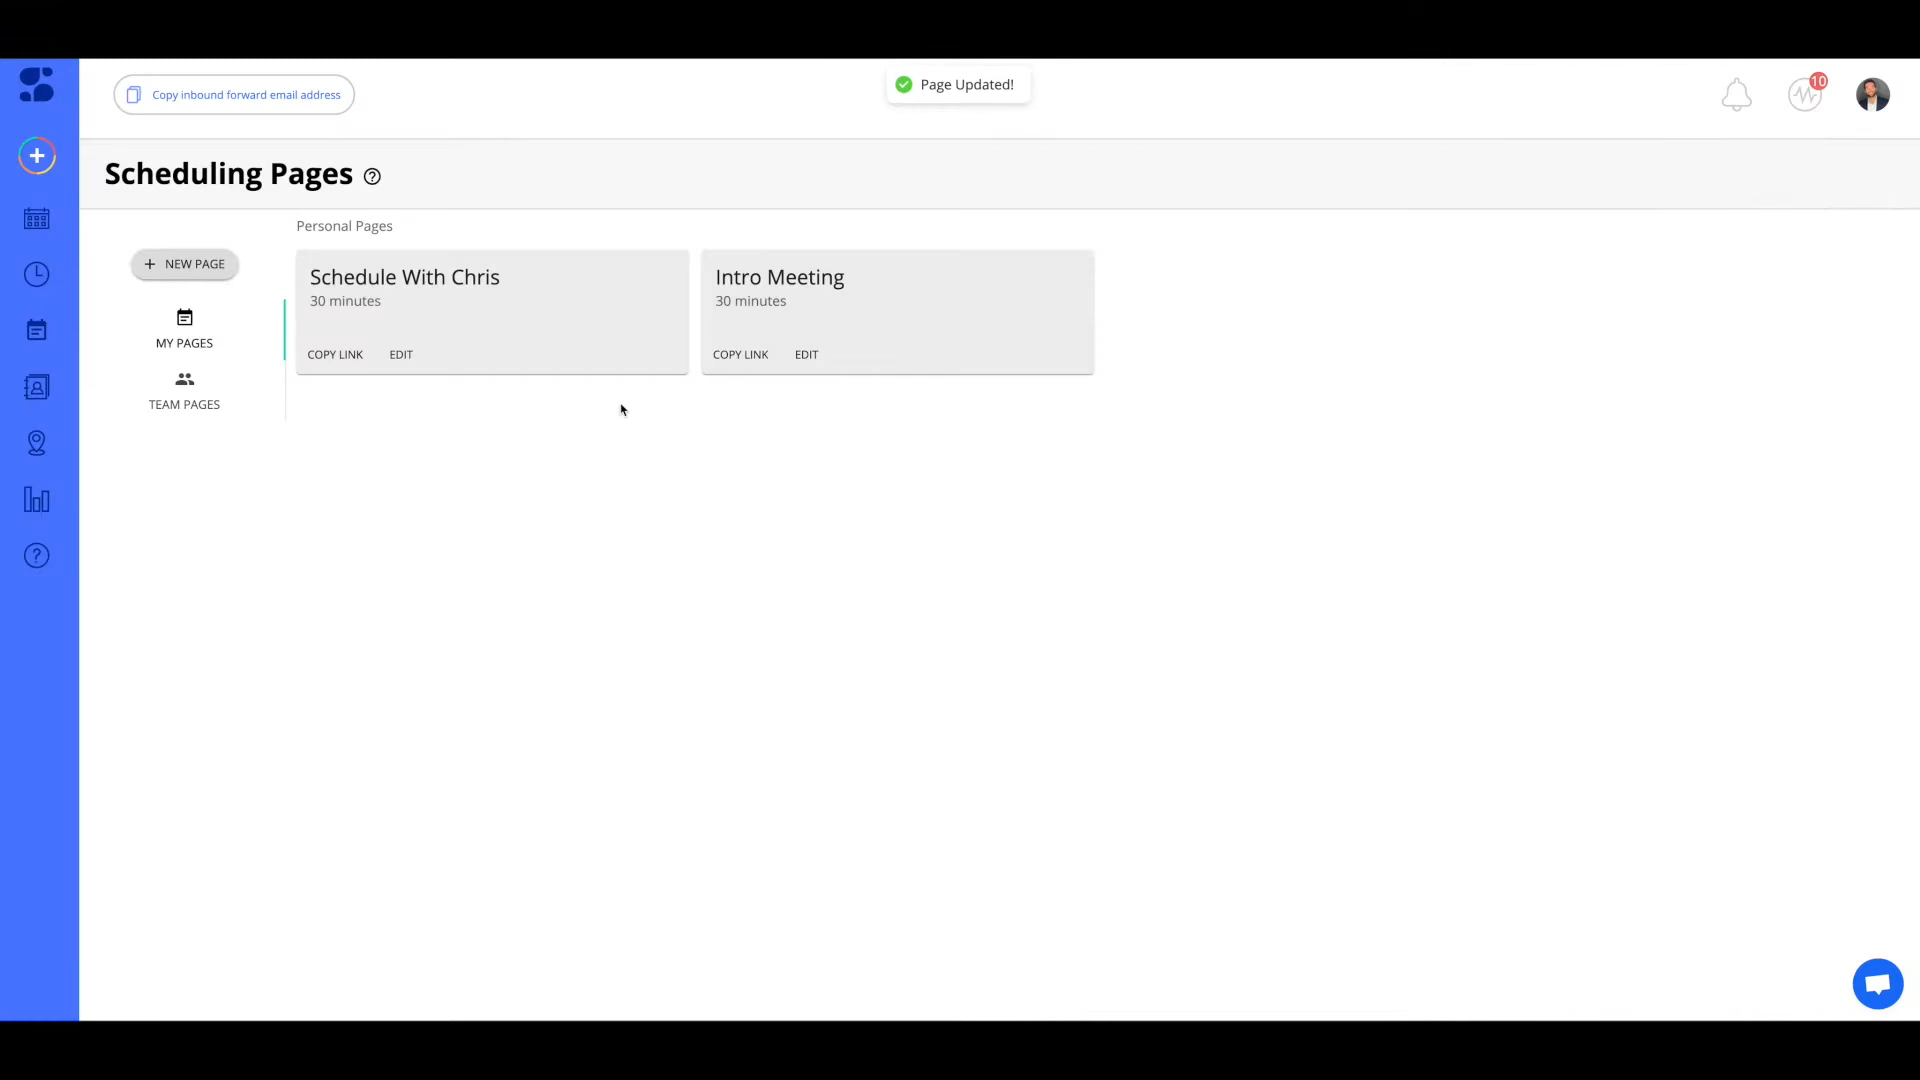 Copy inbound forward email address
Page Updated!
10
Scheduling Pages
Personal Pages
+ NEW PAGE
MY PAGES
TEAM PAGES
Schedule With Chris
30 minutes
COPY LINK EDIT
Intro Meeting
30 minutes
COPY LINK EDIT